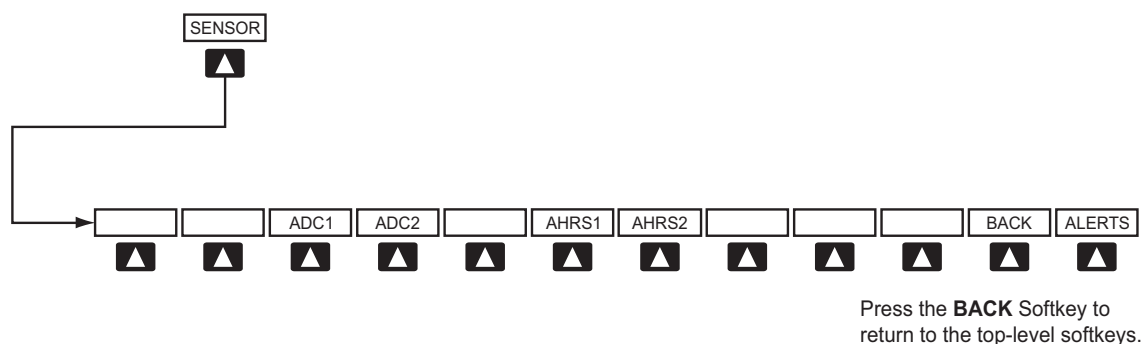 SENSOR
ADC1 ADC2 AHRS1 AHRS2 BACK ALERTS
Press the BACK Softkey to
return to the top-level softkeys.